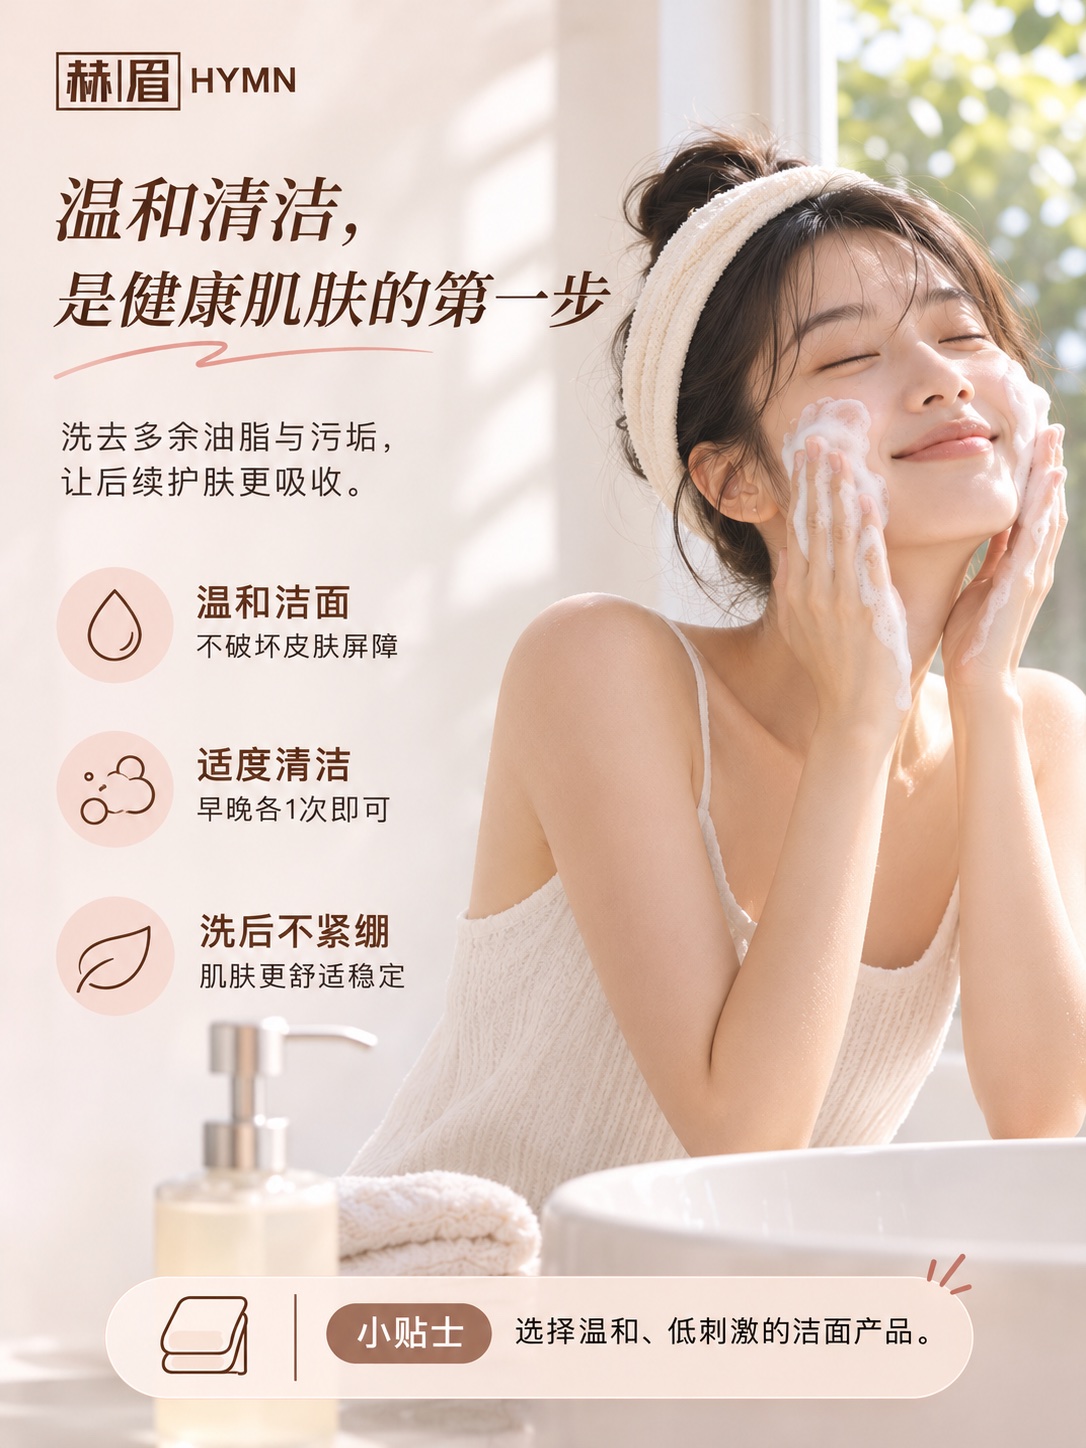 赫眉 HYMN
温和清洁，
是健康肌肤的第一步
洗去多余油脂与污垢，
让后续护肤更吸收。
温和洁面
不破坏皮肤屏障
适度清洁
早晚各1次即可
洗后不紧绷
肌肤更舒适稳定
小贴士 选择温和、低刺激的洁面产品。